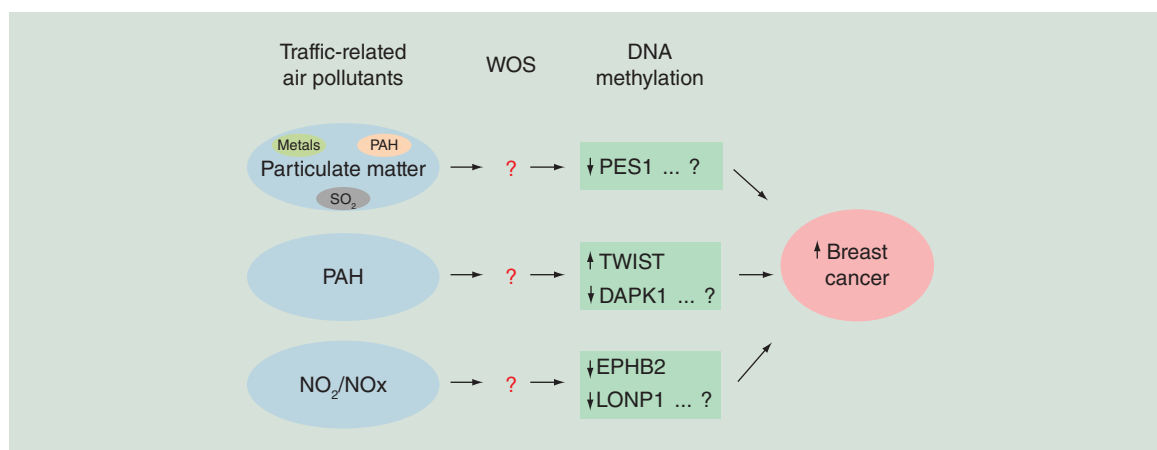 Traffic-related
air pollutants
WOS
DNA
methylation
Metals
PAH
Particulate matter
SO₂
?
↓ PES1 ... ?
PAH
?
↑ TWIST
↓ DAPK1 ... ?
↑ Breast
cancer
NO₂/NOx
?
↓ EPHB2
↓ LONP1 ... ?